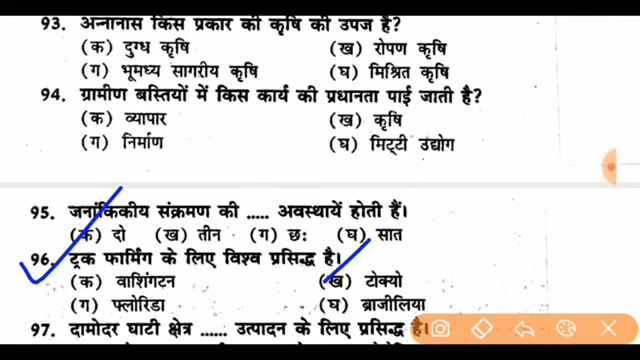 93. अन्नानास किस प्रकार की कृषि की उपज है?
(क) दुग्ध कृषि (ख) रोपण कृषि
(ग) भूमध्य सागरीय कृषि (घ) मिश्रित कृषि
94. ग्रामीण बस्तियों में किस कार्य की प्रधानता पाई जाती है?
(क) व्यापार (ख) कृषि
(ग) निर्माण (घ) मिट्टी उद्योग
95. जनांकिकीय संक्रमण की ..... अवस्थायें होती हैं।
(क) दो (ख) तीन (ग) छः (घ) सात
96. ट्रक फार्मिंग के लिए विश्व प्रसिद्ध है।
(क) वाशिंगटन (ख) टोक्यो
(ग) फ्लोरिडा (घ) ब्राजीलिया
97. दामोदर घाटी क्षेत्र ...... उत्पादन के लिए प्रसिद्ध है।